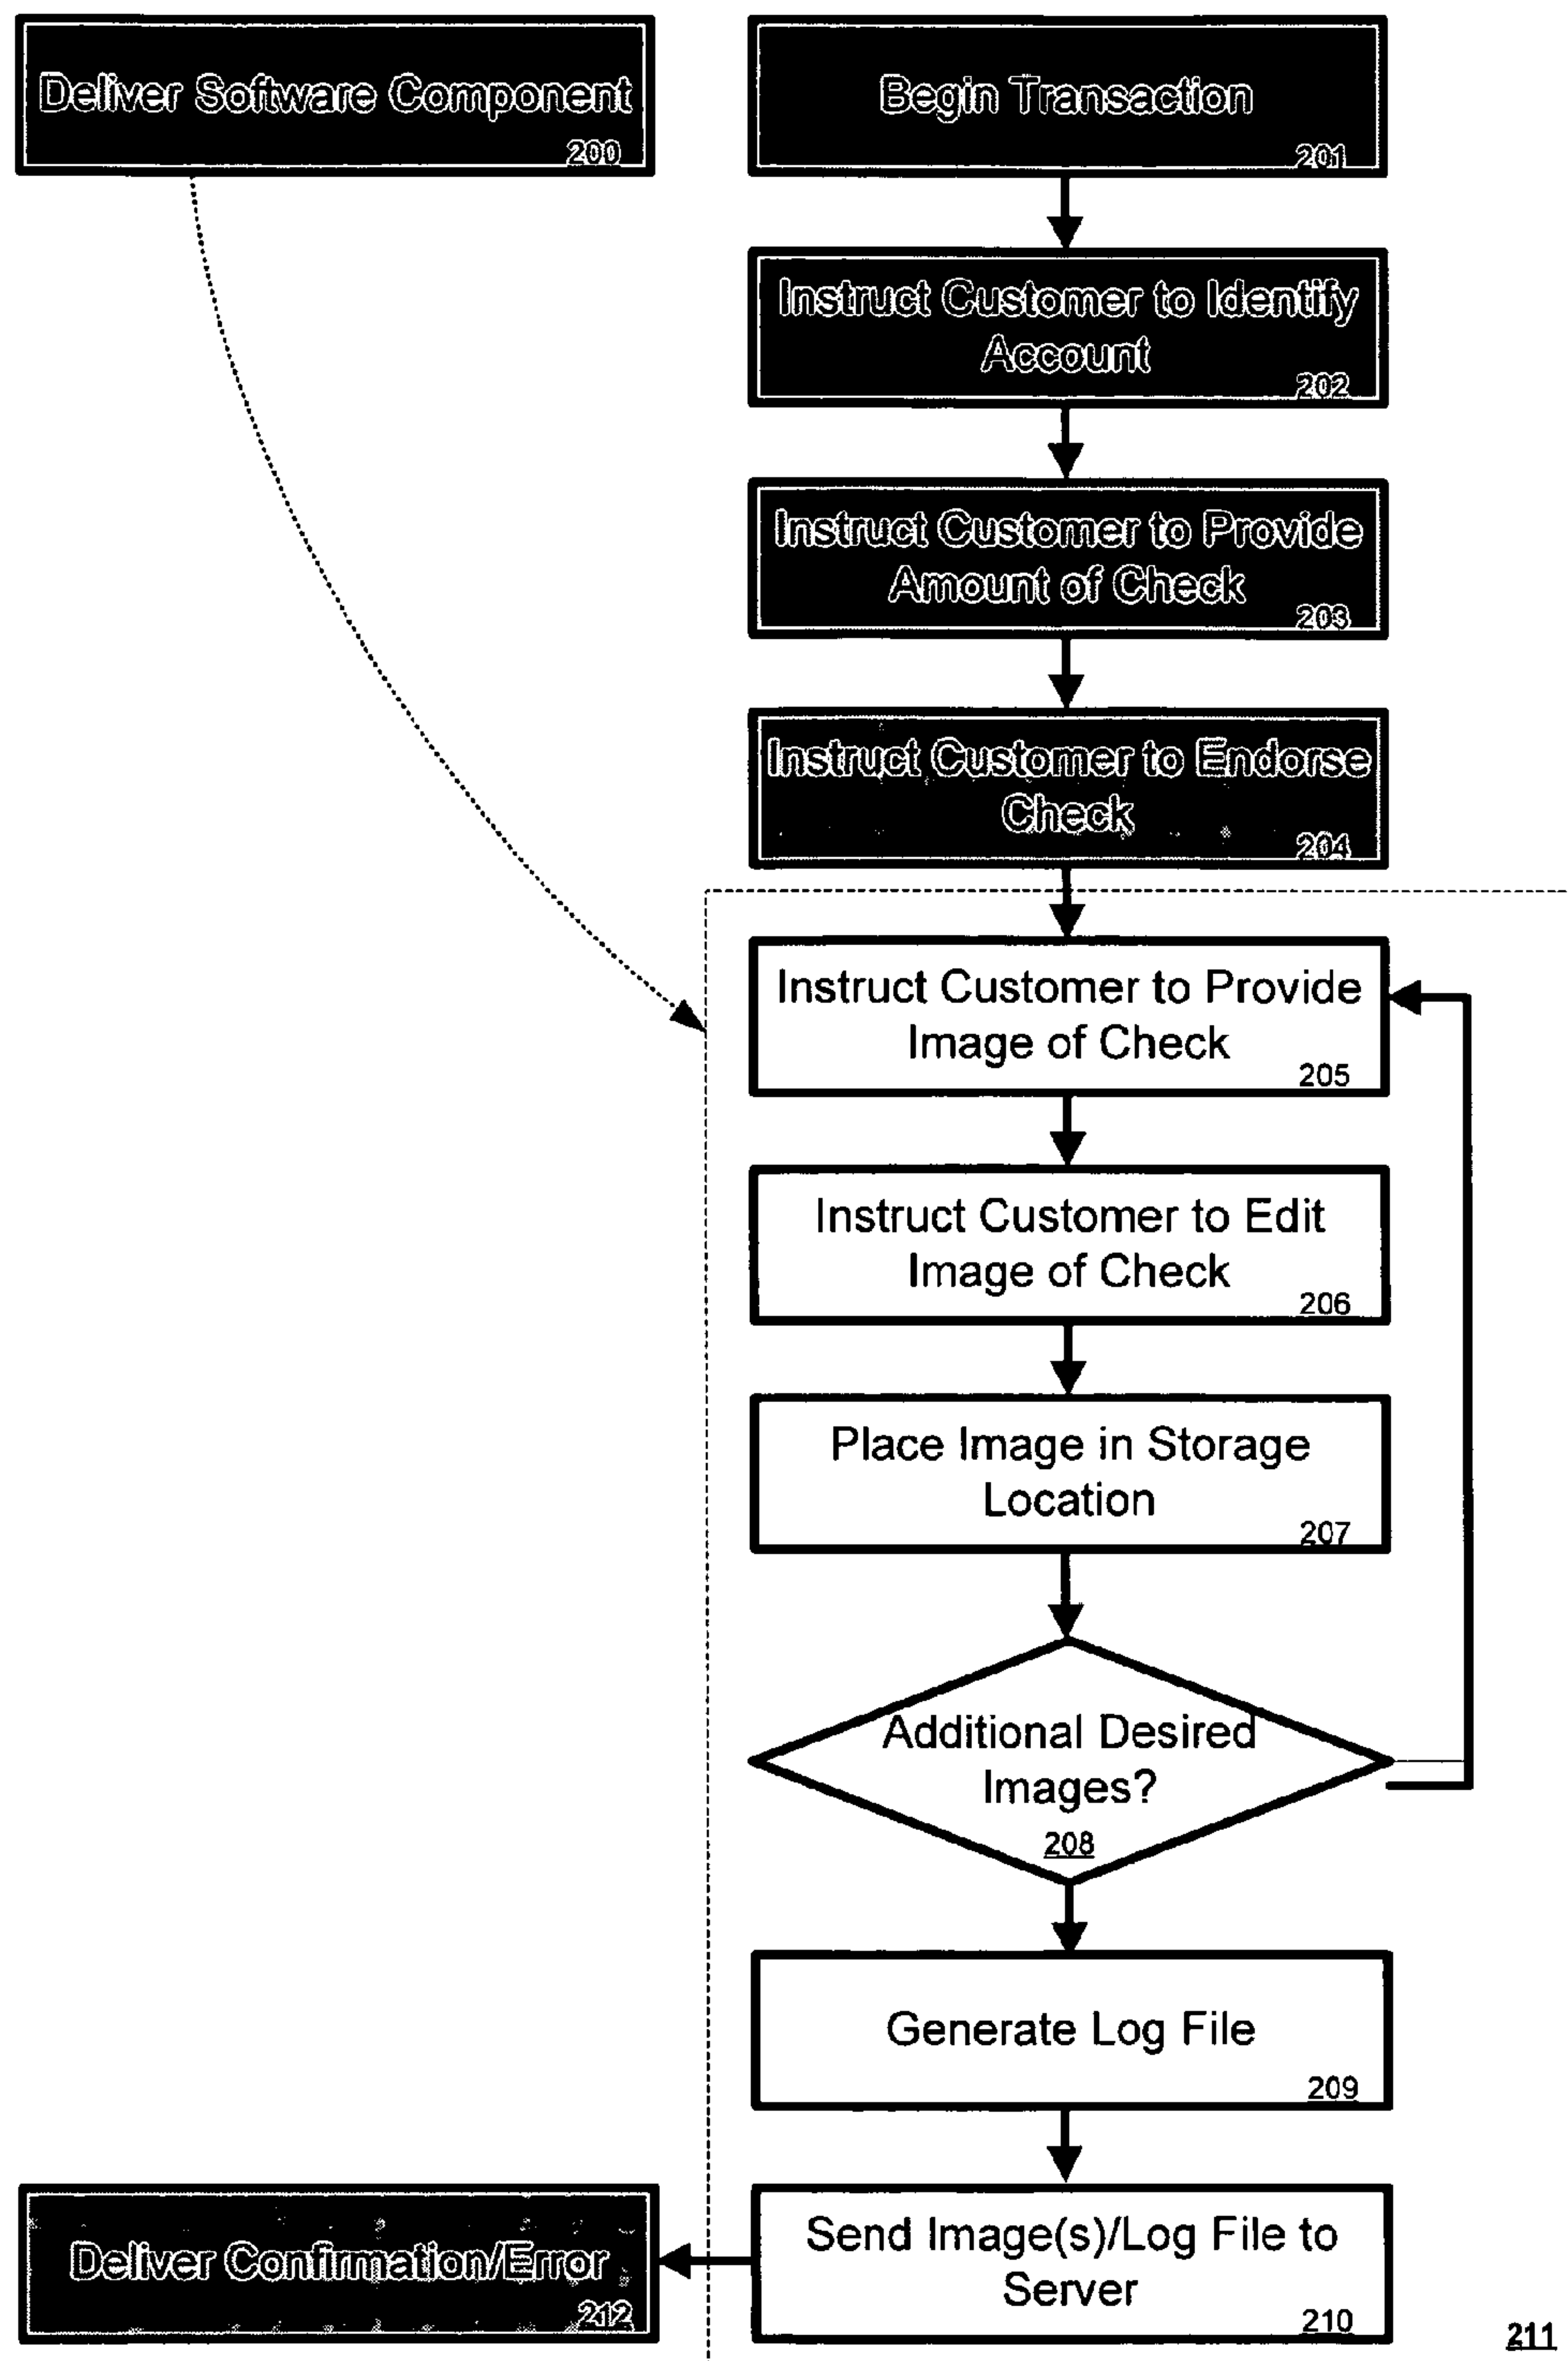 Deliver Software Component
200
Begin Transaction
201
Instruct Customer to Identify
Account
202
Instruct Customer to Provide
Amount of Check
203
Instruct Customer to Endorse
Check
204
Instruct Customer to Provide
Image of Check
205
Instruct Customer to Edit
Image of Check
206
Place Image in Storage
Location
207
Additional Desired
Images?
208
Generate Log File
209
Send Image(s)/Log File to
Server
210
Deliver Confirmation/Error
212
211